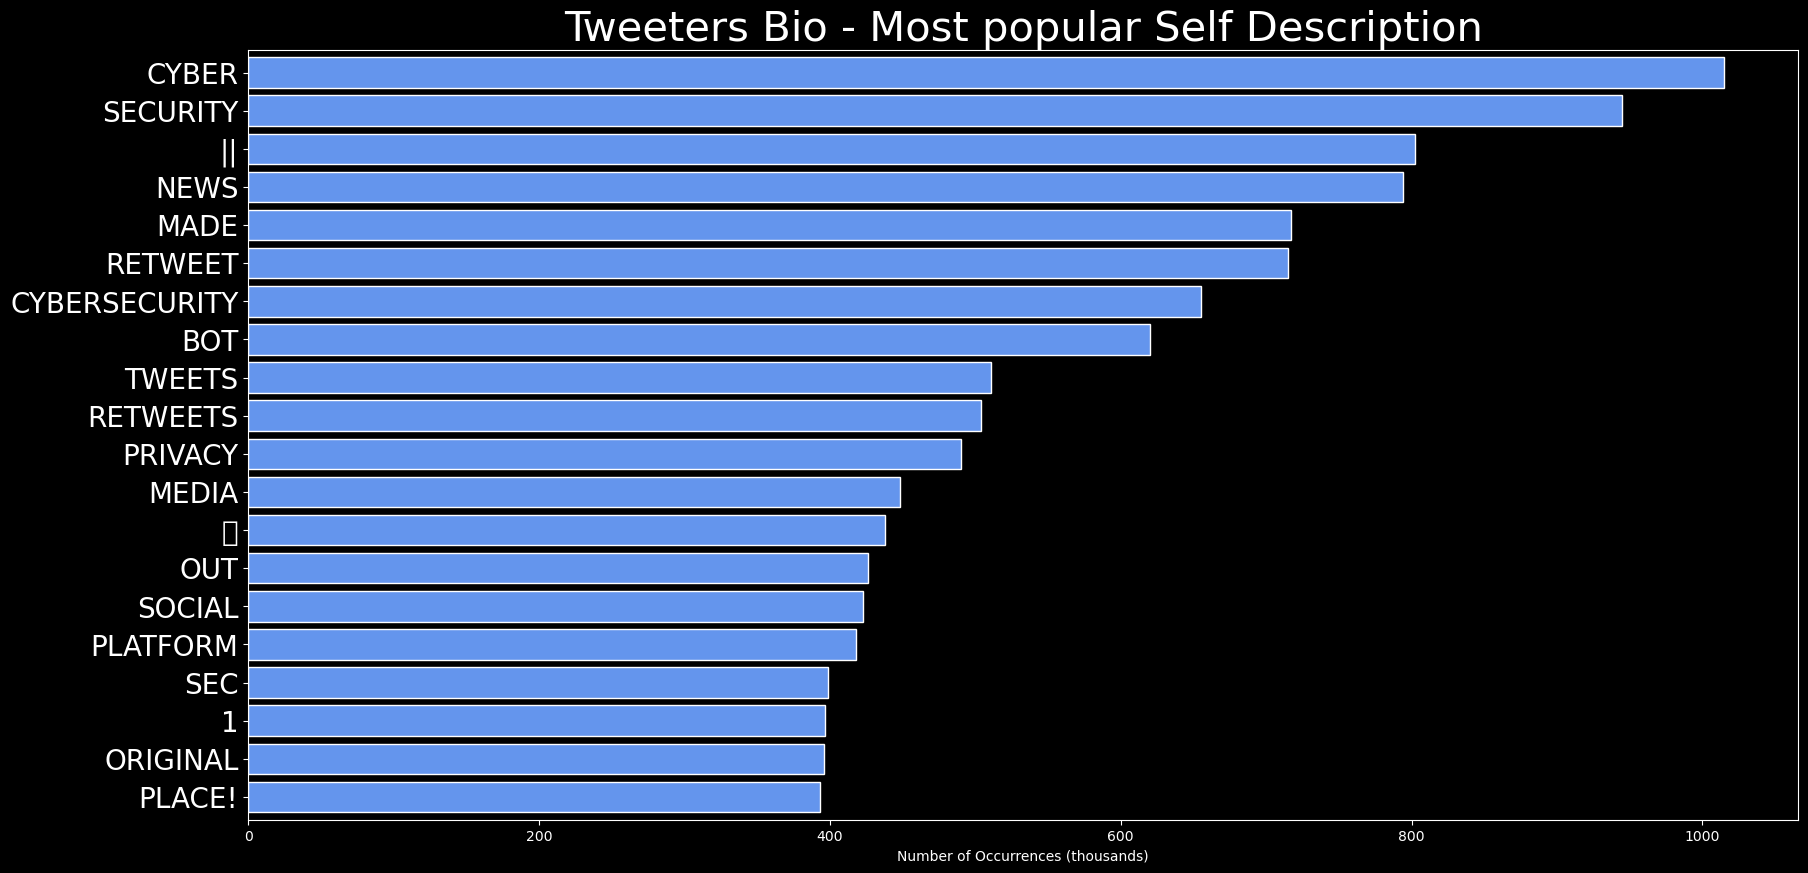 Tweeters Bio - Most popular Self Description
CYBER
SECURITY
||
NEWS
MADE
RETWEET
CYBERSECURITY
BOT
TWEETS
RETWEETS
PRIVACY
MEDIA
OUT
SOCIAL
PLATFORM
SEC
1
ORIGINAL
PLACE!
0 200 400 600 800 1000
Number of Occurrences (thousands)